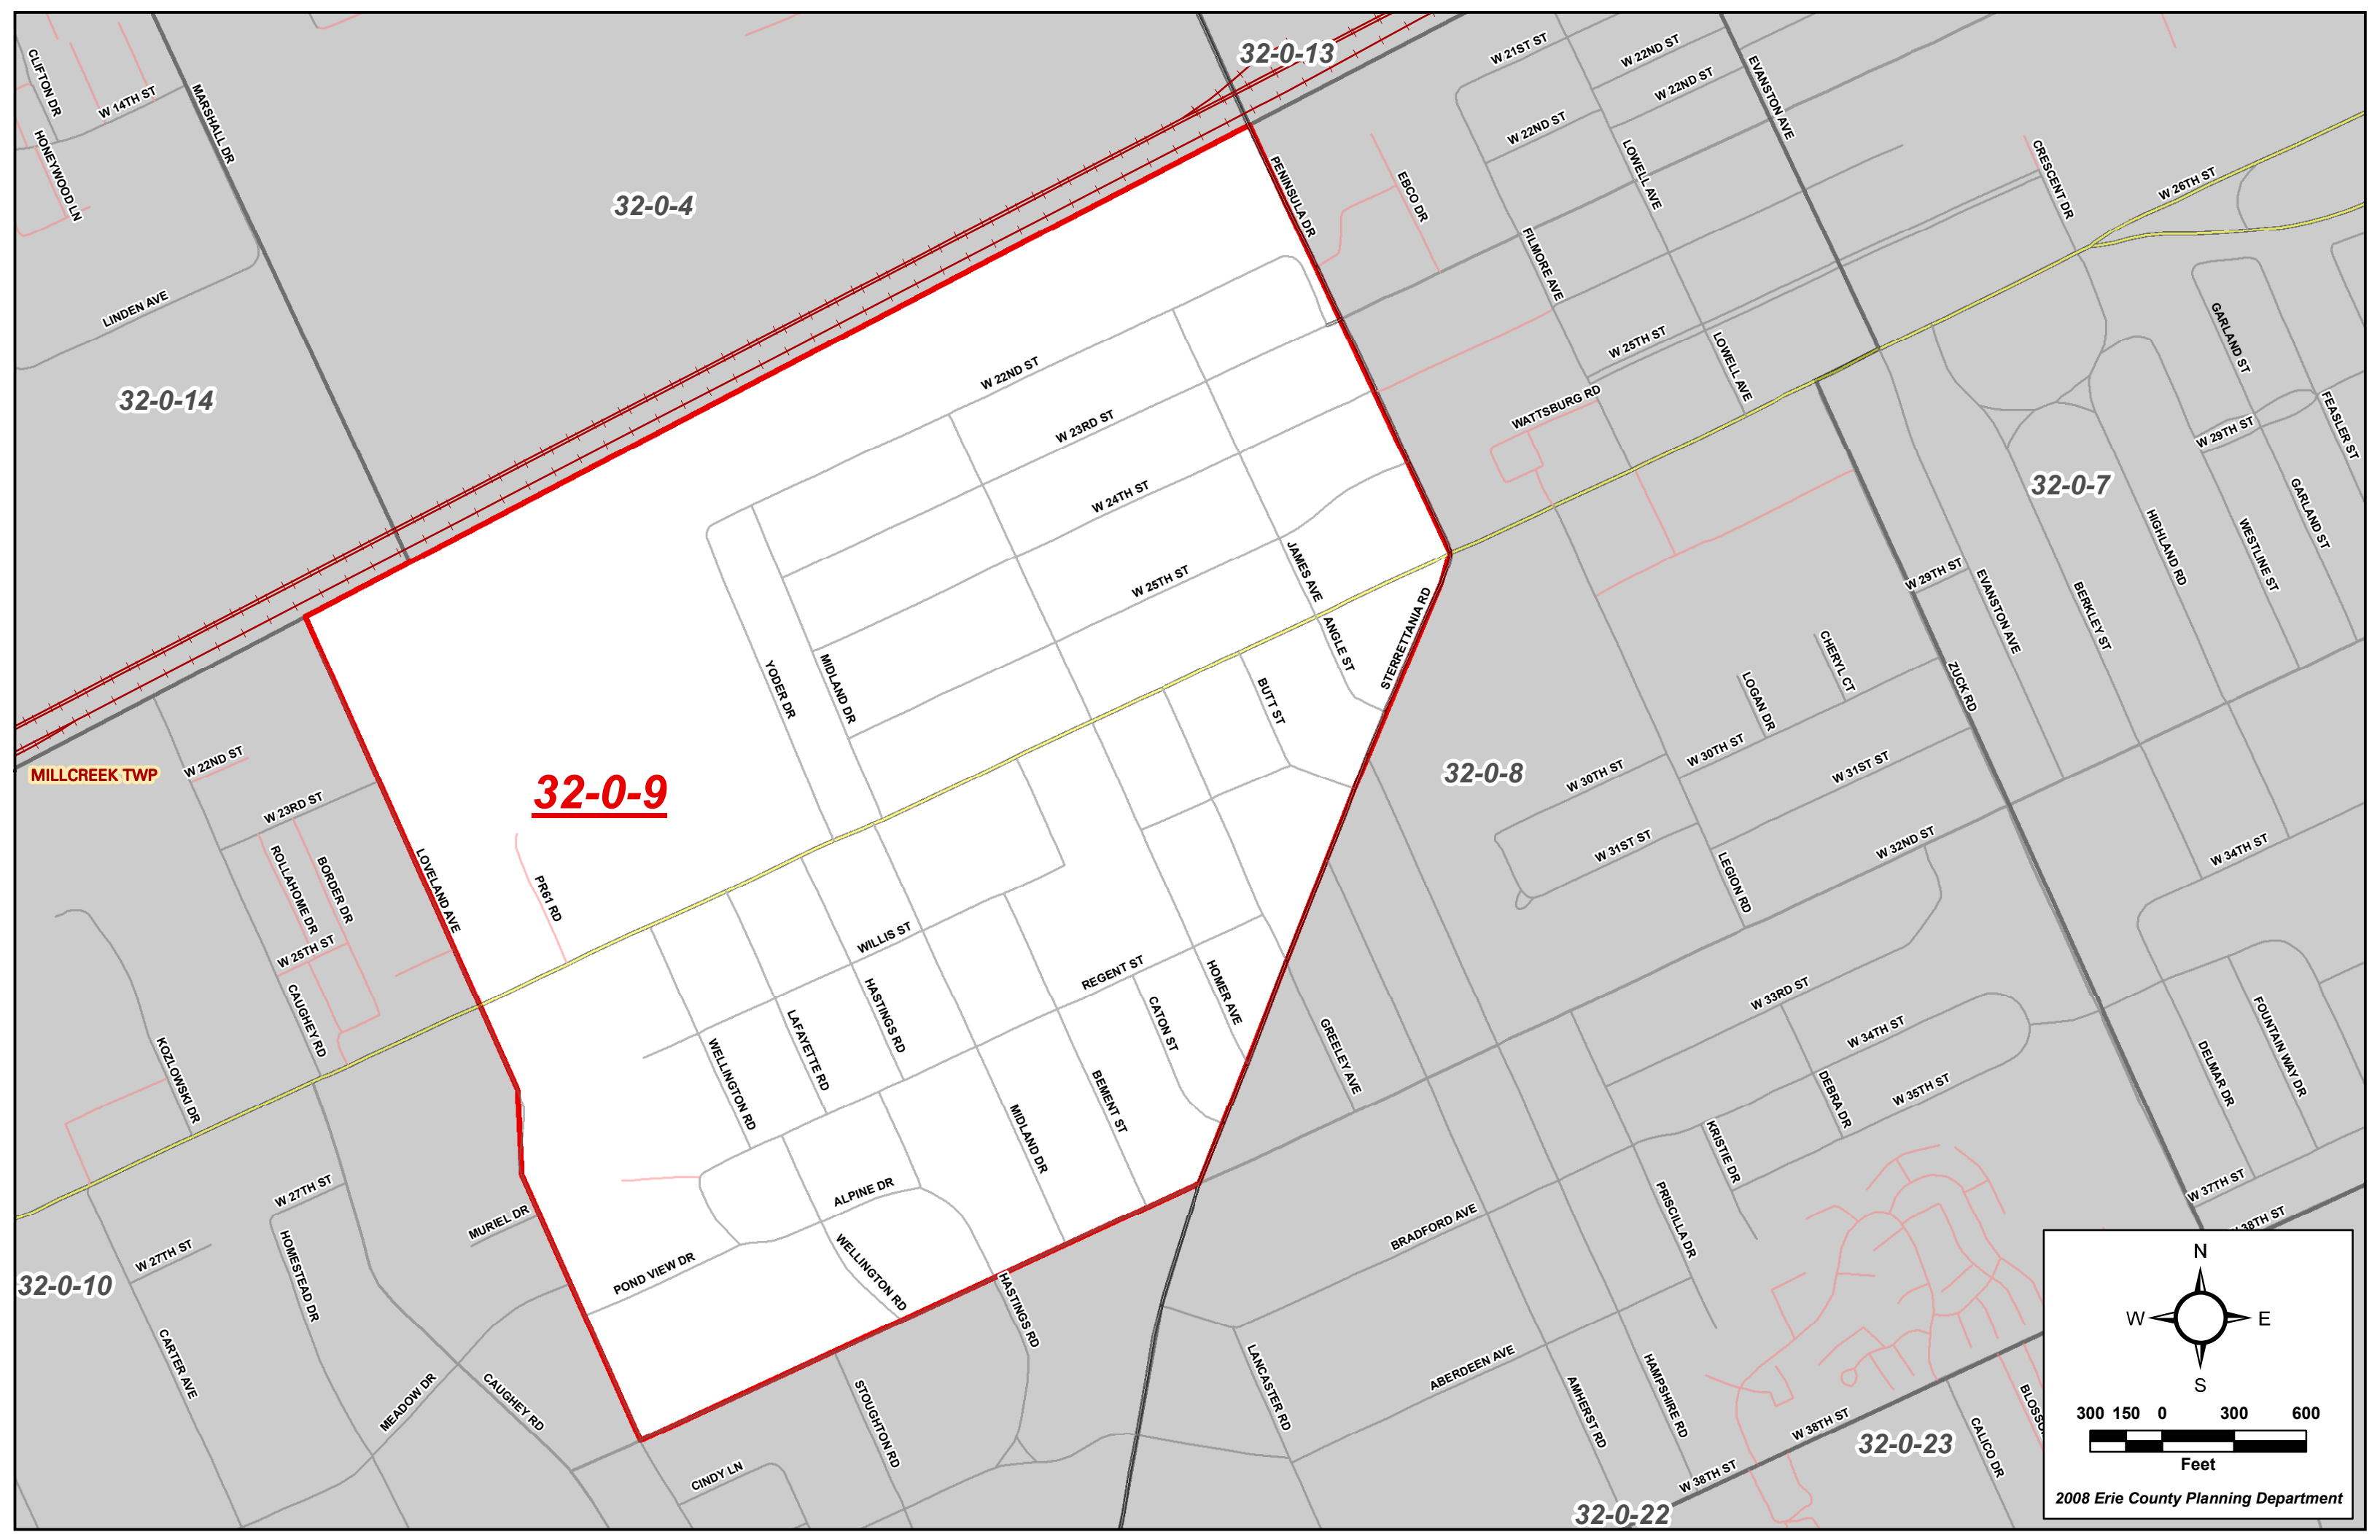 32-0-13
W 21ST ST
W 22ND ST
W 22ND ST
W 22ND ST
EVANSTON AVE
CLIFTON DR
W 14TH ST
MARSHALL DR
HONEYWOOD LN
32-0-4
PENINSULA DR
EBCO DR
LOWELL AVE
CRESCENT DR
W 26TH ST
FILMORE AVE
LINDEN AVE
32-0-14
W 25TH ST
LOWELL AVE
GARLAND ST
W 22ND ST
W 23RD ST
WATTSBURG RD
FEASLER ST
W 29TH ST
32-0-7
W 24TH ST
GARLAND ST
HIGHLAND RD
WESTLINE ST
W 25TH ST
JAMES AVE
W 29TH ST
EVANSTON AVE
BERKLEY ST
STERRETTANIA RD
ANGLE ST
CHERYL CT
YODER DR
MIDLAND DR
BUTT ST
LOGAN DR
ZUCK RD
MILLCREEK TWP
W 22ND ST
32-0-9
32-0-8
W 30TH ST
W 30TH ST
W 31ST ST
W 23RD ST
ROLLAHOME DR
BORDER DR
LOVELAND AVE
PR61 RD
W 31ST ST
LEGION RD
W 32ND ST
W 34TH ST
W 25TH ST
WILLIS ST
REGENT ST
HOMER AVE
CAUGHEY RD
HASTINGS RD
LAFAYETTE RD
WELLINGTON RD
CATON ST
GREELEY AVE
W 33RD ST
W 34TH ST
W 35TH ST
DEBRA DR
FOUNTAIN WAY DR
DELMAR DR
KOZLOWSKI DR
BEMENT ST
MIDLAND DR
KRISTIE DR
W 27TH ST
MURIEL DR
ALPINE DR
PRISCILLA DR
BRADFORD AVE
W 37TH ST
38TH ST
W 27TH ST
HOMESTEAD DR
32-0-10
POND VIEW DR
WELLINGTON RD
HASTINGS RD
CARTER AVE
MEADOW DR
CAUGHEY RD
STOUGHTON RD
CINDY LN
LANCASTER RD
ABERDEEN AVE
AMHERST RD
HAMPSHIRE RD
W 38TH ST
W 38TH ST
32-0-23
CALICO DR
32-0-22
N
W
E
S
300 150 0 300 600
Feet
2008 Erie County Planning Department